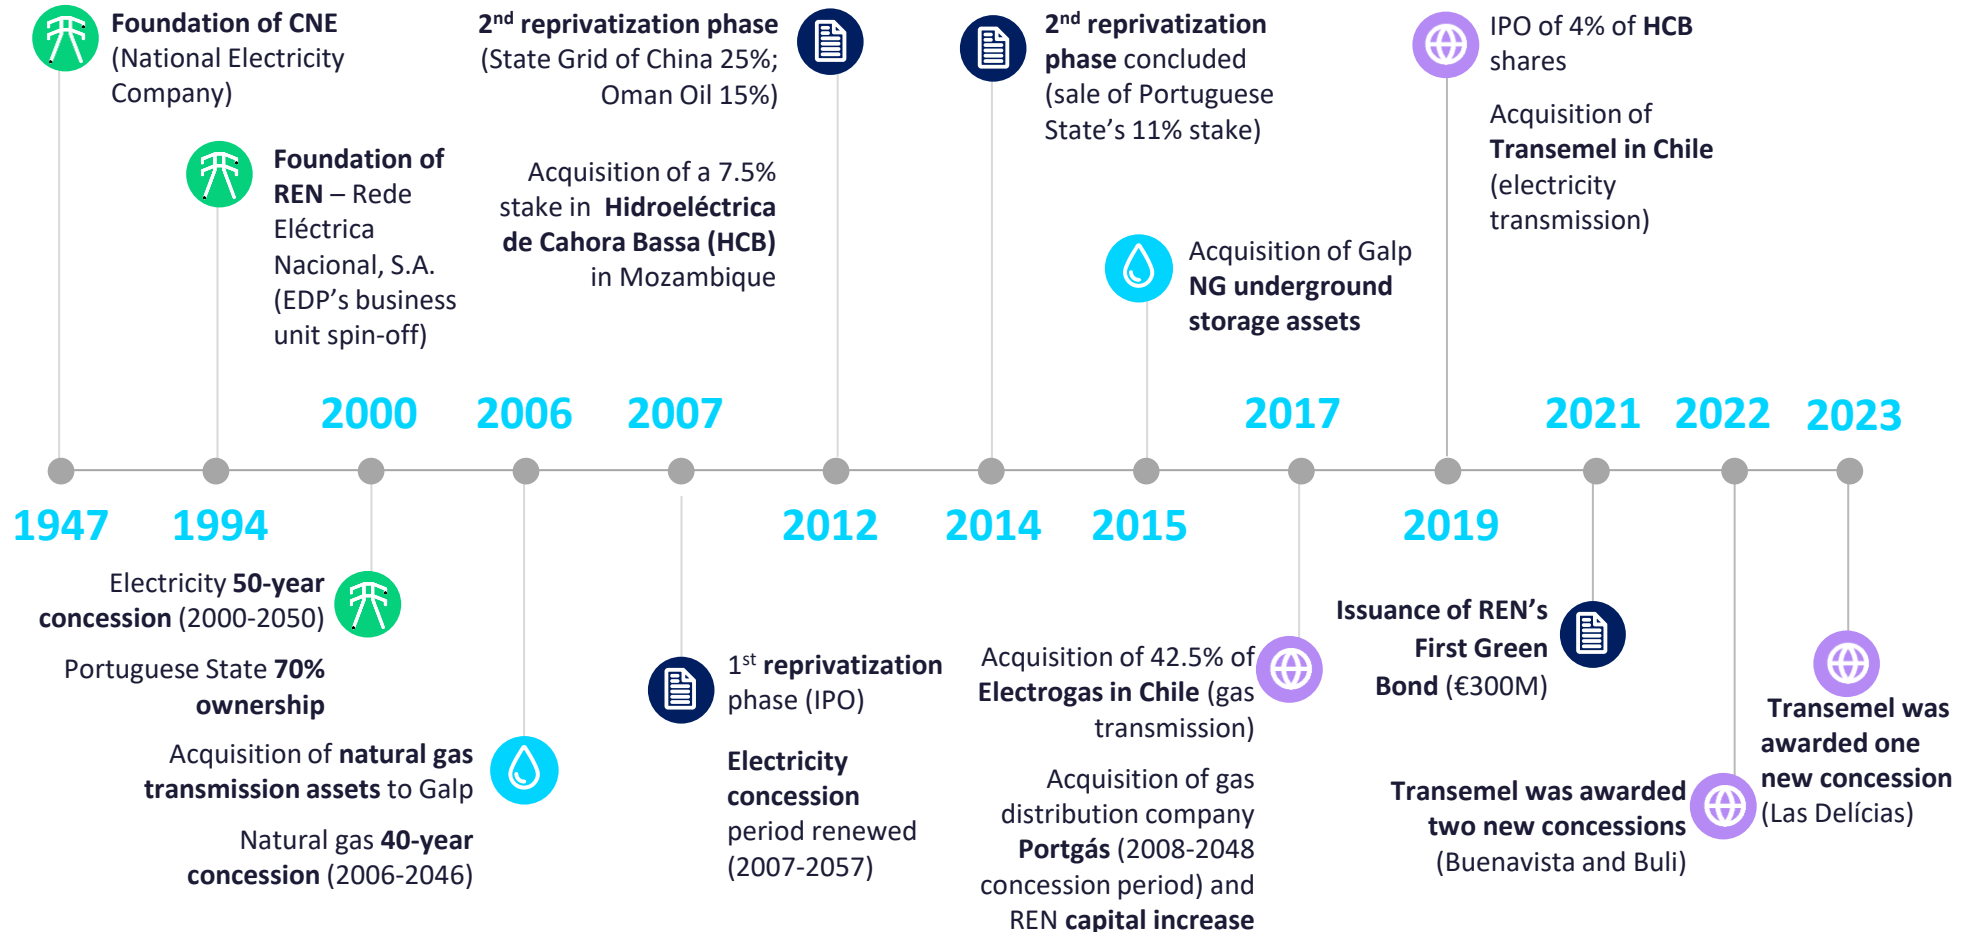 Foundation of CNE
(National Electricity
Company)
Foundation of
REN – Rede
Eléctrica
Nacional, S.A.
(EDP’s business
unit spin-off)
2nd reprivatization phase
(State Grid of China 25%;
Oman Oil 15%)
Acquisition of a 7.5%
stake in Hidroeléctrica
de Cahora Bassa (HCB)
in Mozambique
2nd reprivatization
phase concluded
(sale of Portuguese
State’s 11% stake)
Acquisition of Galp
NG underground
storage assets
IPO of 4% of HCB
shares
Acquisition of
Transemel in Chile
(electricity
transmission)
2000
2006
2007
2017
2021
2022
2023
1947
1994
2012
2014
2015
2019
Electricity 50-year
concession (2000-2050)
Portuguese State 70%
ownership
Acquisition of natural gas
transmission assets to Galp
Natural gas 40-year
concession (2006-2046)
1st reprivatization
phase (IPO)
Electricity
concession
period renewed
(2007-2057)
Acquisition of 42.5% of
Electrogas in Chile (gas
transmission)
Acquisition of gas
distribution company
Portgás (2008-2048
concession period) and
REN capital increase
Issuance of REN’s
First Green
Bond (€300M)
Transemel was awarded
two new concessions
(Buenavista and Buli)
Transemel was
awarded one
new concession
(Las Delícias)